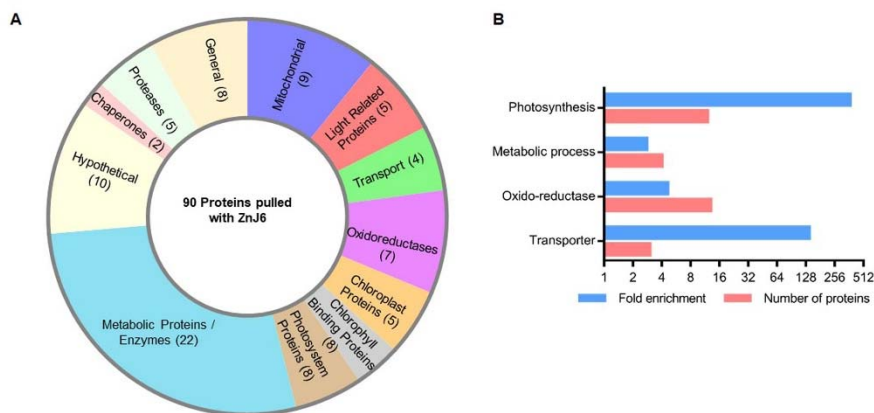 A
B
General
(8)
Mitochondrial
(9)
Light Related
Proteins (5)
Transport (4)
Oxidoreductases
(7)
Chloroplast
Proteins (5)
Chlorophyll
Binding Proteins
(8)
Photosystem
Proteins (8)
Metabolic Proteins /
Enzymes (22)
Hypothetical
(10)
Chaperones (2)
Proteases
(5)
90 Proteins pulled
with ZnJ6
Photosynthesis
Metabolic process
Oxido-reductase
Transporter
1 2 4 8 16 32 64 128 256 512
Fold enrichment Number of proteins